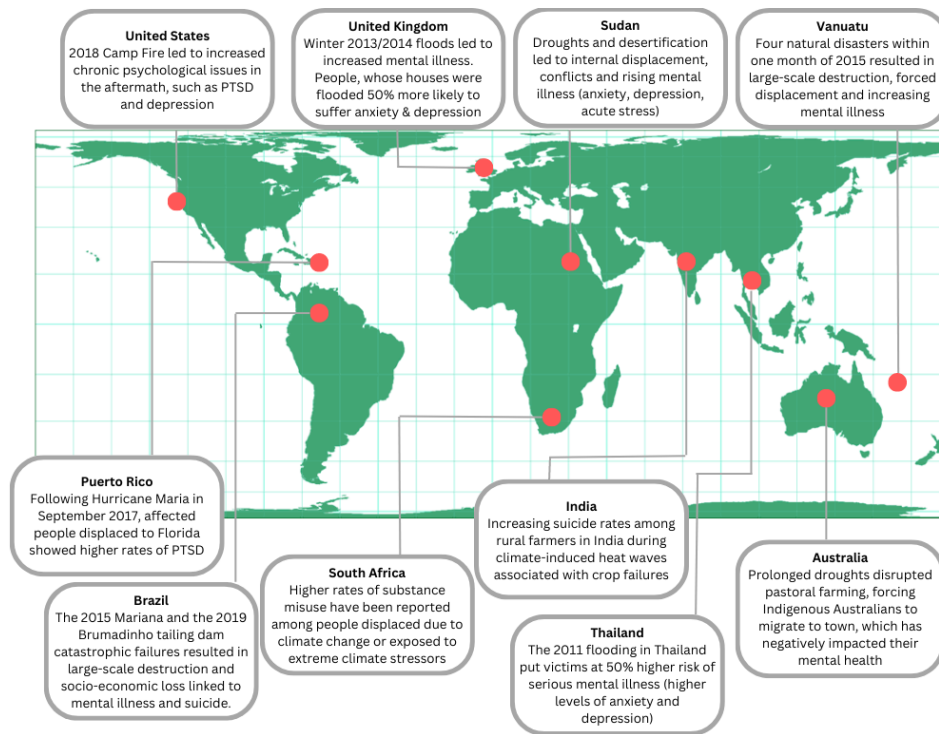 United States
2018 Camp Fire led to increased
chronic psychological issues in
the aftermath, such as PTSD
and depression
United Kingdom
Winter 2013/2014 floods led to
increased mental illness.
People, whose houses were
flooded 50% more likely to
suffer anxiety & depression
Sudan
Droughts and desertification
led to internal displacement,
conflicts and rising mental
illness (anxiety, depression,
acute stress)
Vanuatu
Four natural disasters within
one month of 2015 resulted in
large-scale destruction, forced
displacement and increasing
mental illness
Puerto Rico
Following Hurricane Maria in
September 2017, affected
people displaced to Florida
showed higher rates of PTSD
Brazil
The 2015 Mariana and the 2019
Brumadinho tailing dam
catastrophic failures resulted in
large-scale destruction and
socio-economic loss linked to
mental illness and suicide.
South Africa
Higher rates of substance
misuse have been reported
among people displaced due to
climate change or exposed to
extreme climate stressors
India
Increasing suicide rates among
rural farmers in India during
climate-induced heat waves
associated with crop failures
Thailand
The 2011 flooding in Thailand
put victims at 50% higher risk of
serious mental illness (higher
levels of anxiety and
depression)
Australia
Prolonged droughts disrupted
pastoral farming, forcing
Indigenous Australians to
migrate to town, which has
negatively impacted their
mental health